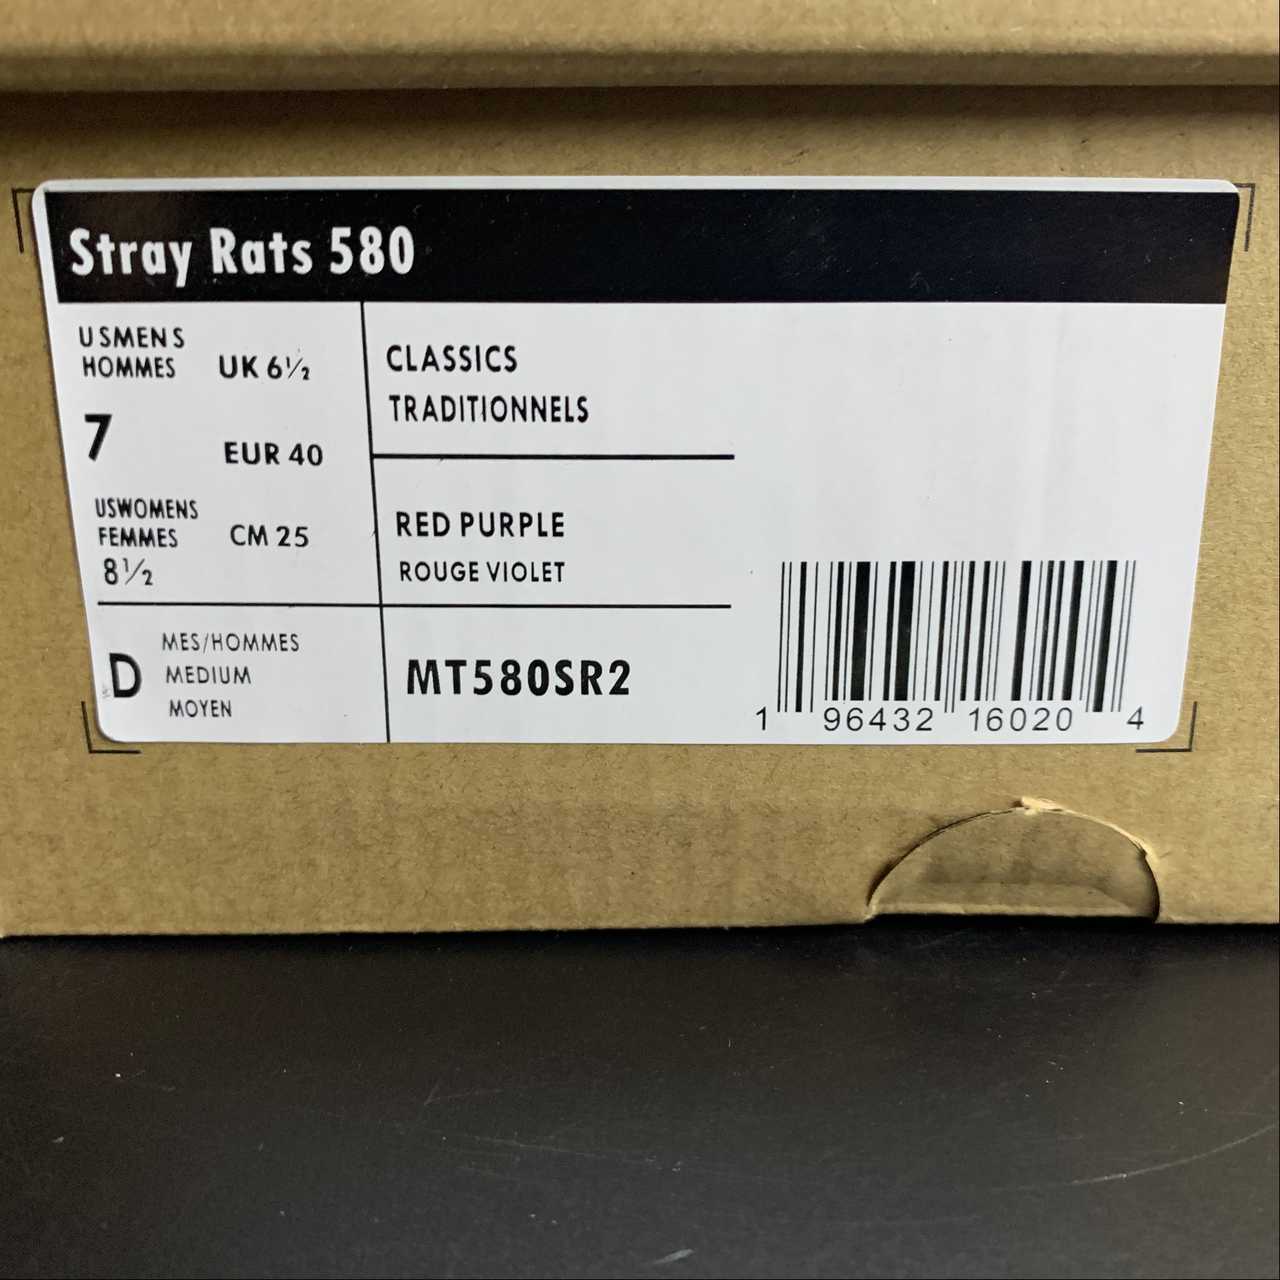 Stray Rats 580
USMENS
HOMMES
UK 6½
7
EUR 40
USWOMENS
FEMMES
CM 25
8½
CLASSICS
TRADITIONNELS
RED PURPLE
ROUGE VIOLET
D
MES/HOMMES
MEDIUM
MOYEN
MT580SR2
1 96432 16020 4